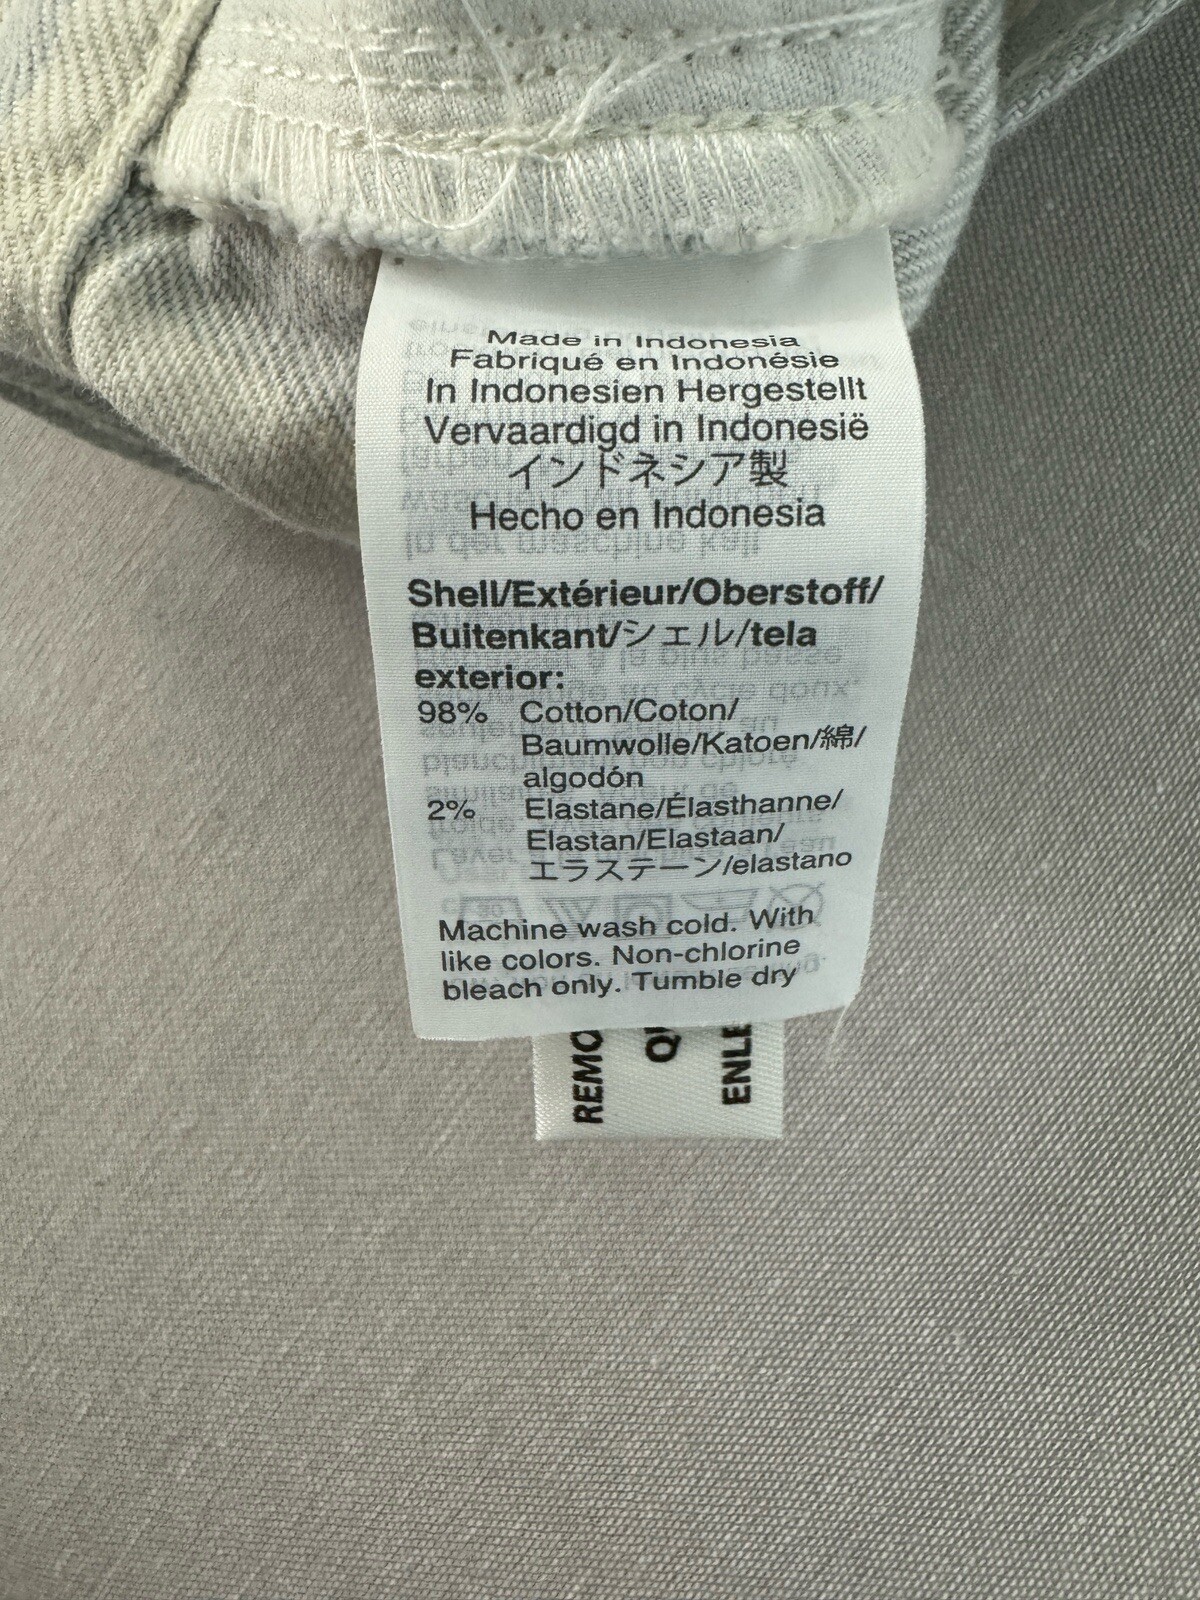 Made in Indonesia
Fabriqué en Indonésie
In Indonesien Hergestellt
Vervaardigd in Indonesië
インドネシア製
Hecho en Indonesia
Shell/Extérieur/Oberstoff/
Buitenkant/シェル/tela
exterior:
98% Cotton/Coton/
Baumwolle/Katoen/綿/
algodón
2% Elastane/Élasthanne/
Elastan/Elastaan/
エラステーン/elastano
Machine wash cold. With
like colors. Non-chlorine
bleach only. Tumble dry
REMO
QU
ENLE